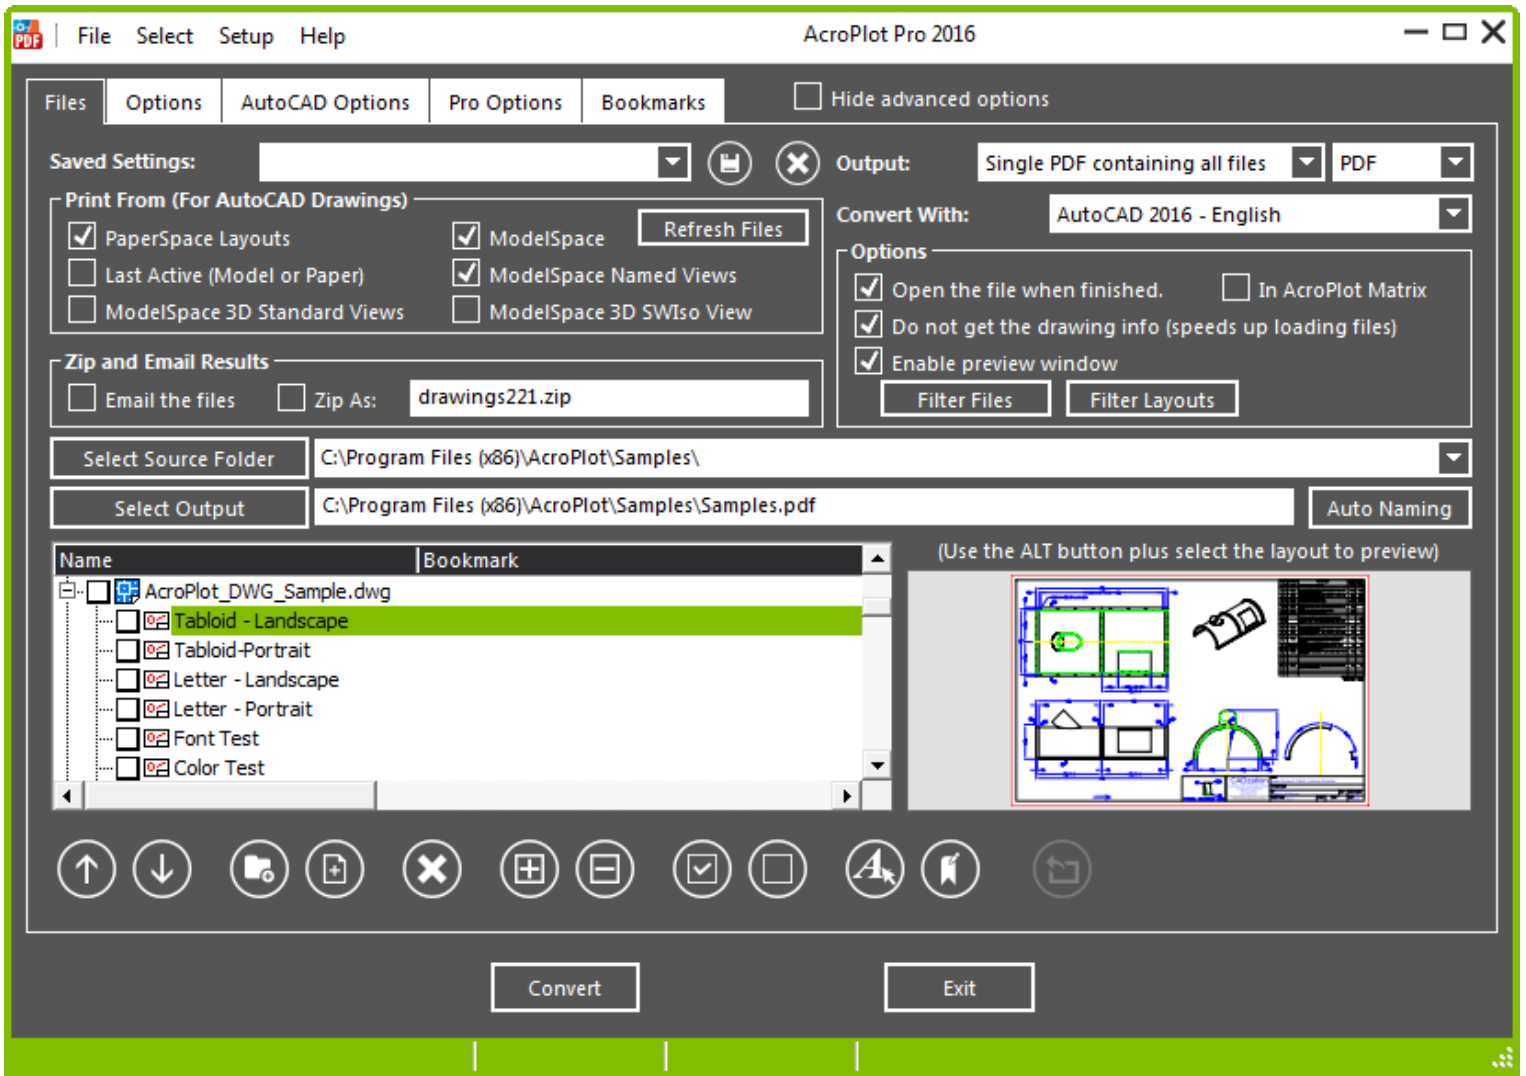 PDF File Select Setup Help AcroPlot Pro 2016
Files Options AutoCAD Options Pro Options Bookmarks Hide advanced options
Saved Settings: Output: Single PDF containing all files PDF
Print From (For AutoCAD Drawings)
PaperSpace Layouts ModelSpace Refresh Files
Last Active (Model or Paper) ModelSpace Named Views
ModelSpace 3D Standard Views ModelSpace 3D SWIso View
Convert With: AutoCAD 2016 - English
Options
Open the file when finished. In AcroPlot Matrix
Do not get the drawing info (speeds up loading files)
Enable preview window
Filter Files Filter Layouts
Zip and Email Results
Email the files Zip As: drawings221.zip
Select Source Folder C:\Program Files (x86)\AcroPlot\Samples\
Select Output C:\Program Files (x86)\AcroPlot\Samples\Samples.pdf Auto Naming
Name Bookmark
(Use the ALT button plus select the layout to preview)
AcroPlot_DWG_Sample.dwg
Tabloid - Landscape
Tabloid-Portrait
Letter - Landscape
Letter - Portrait
Font Test
Color Test
Convert Exit